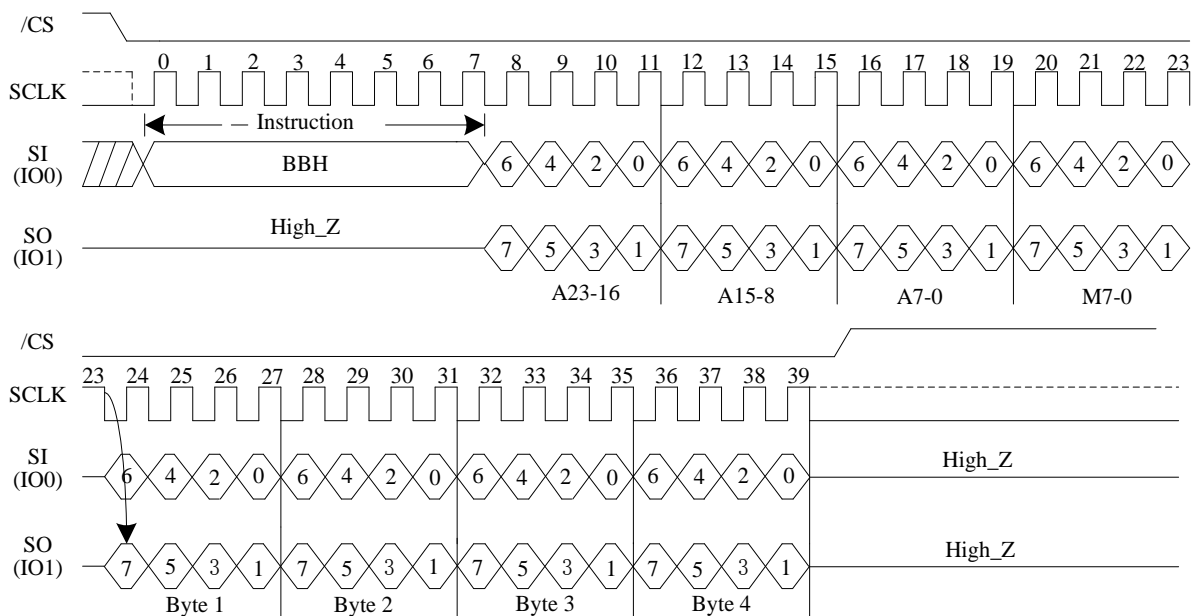 /CS
0 1 2 3 4 5 6 7 8 9 10 11 12 13 14 15 16 17 18 19 20 21 22 23
SCLK
Instruction
SI
(IO0)
BBH
6 4 2 0 6 4 2 0 6 4 2 0 6 4 2 0
High_Z
SO
(IO1)
7 5 3 1 7 5 3 1 7 5 3 1 7 5 3 1
A23-16 A15-8 A7-0 M7-0
/CS
23 24 25 26 27 28 29 30 31 32 33 34 35 36 37 38 39
SCLK
SI
(IO0)
6 4 2 0 6 4 2 0 6 4 2 0 6 4 2 0
High_Z
SO
(IO1)
7 5 3 1 7 5 3 1 7 5 3 1 7 5 3 1
High_Z
Byte 1 Byte 2 Byte 3 Byte 4